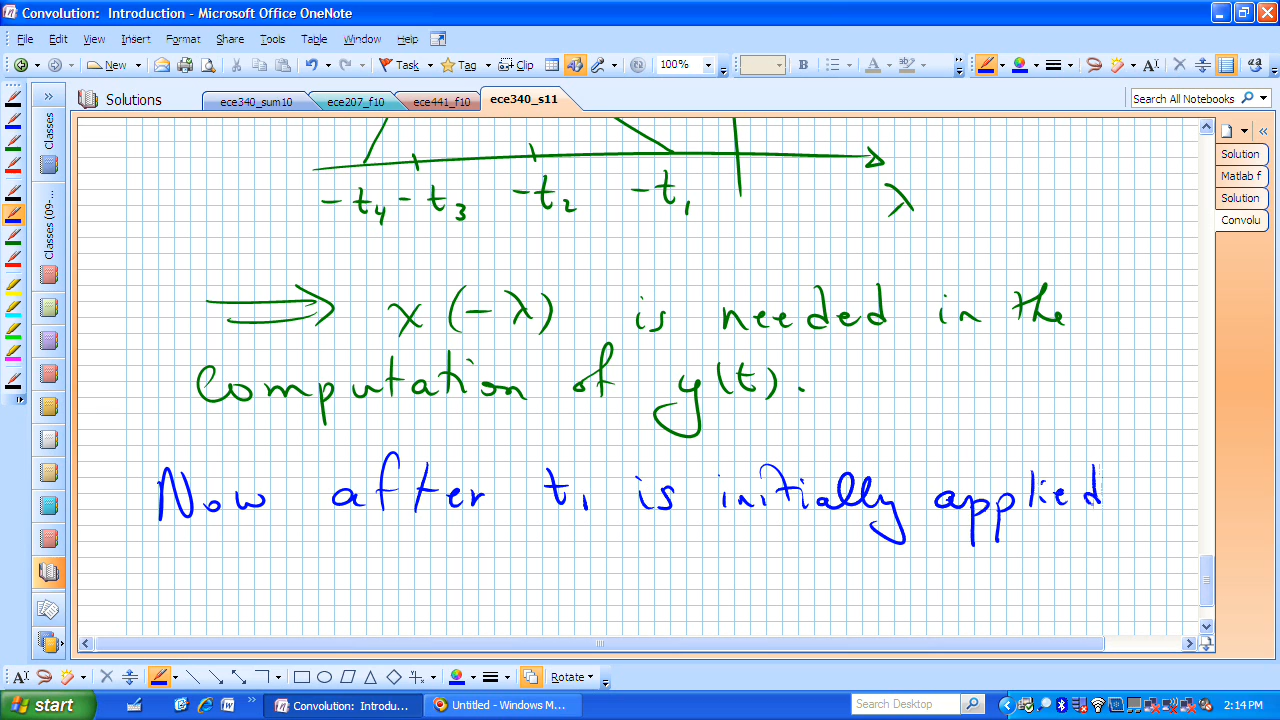 Convolution: Introduction - Microsoft Office OneNote
File Edit View Insert Format Share Tools Table Window Help
New Task Tag Clip 100%
Solutions ece340_sum10 ece207_f10 ece441_f10 ece340_s11 Search All Notebooks
Classes
Classes (09-...
Solution
Matlab f
Solution
Convolu
-t4 -t3 -t2 -t1 λ
⟹ x(-λ) is needed in the
computation of y(t).
Now after t1 is initially applied
Rotate
start Convolution: Introdu... Untitled - Windows M... Search Desktop 2:14 PM